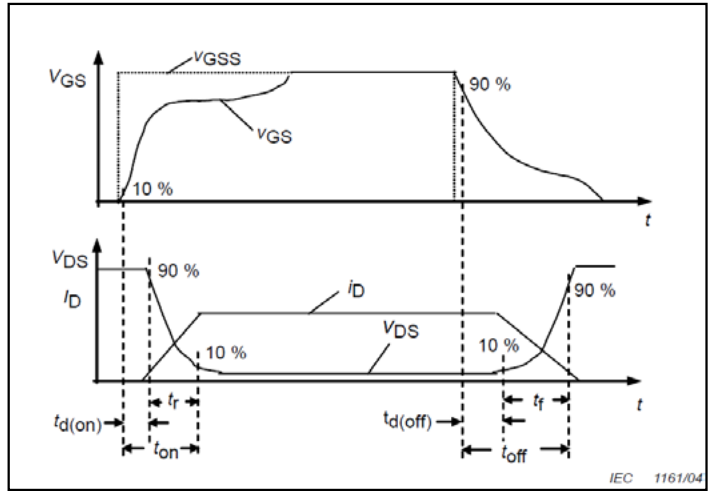 vGSS
VGS
90 %
vGS
10 %
t
VDS
90 %
ID
iD
90 %
VDS
10 %
10 %
tr
tf
t
td(on)
td(off)
ton
toff
IEC 1161/04